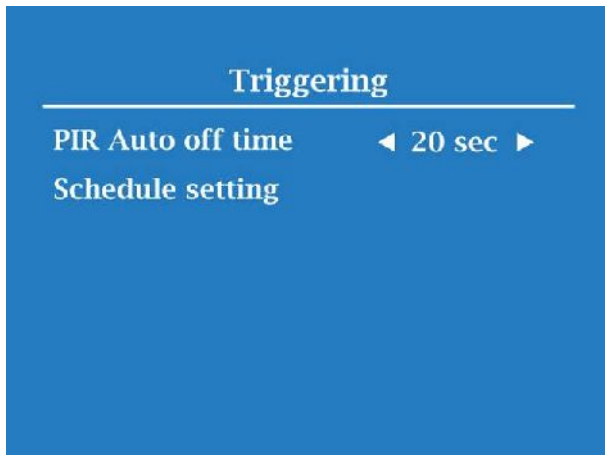 Triggering
PIR Auto off time ◄ 20 sec ►
Schedule setting